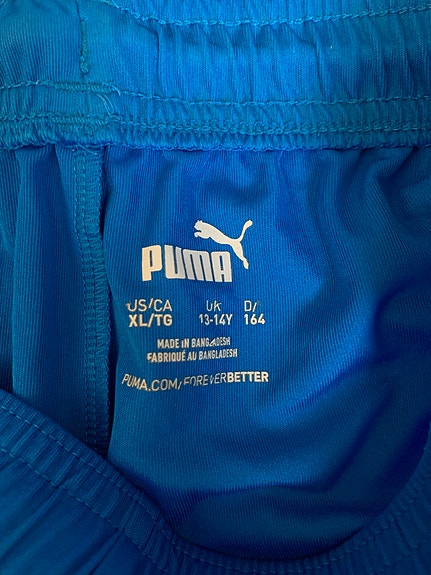 PUMA
US/CA UK D/
XL/TG 13-14Y 164
MADE IN BANGLADESH
FABRIQUÉ AU BANGLADESH
PUMA.COM/FOREVERBETTER